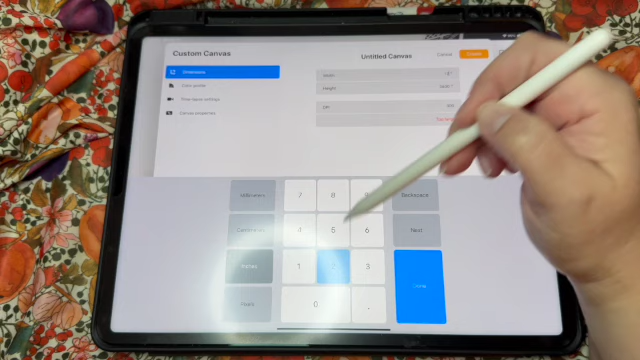 Custom Canvas
Untitled Canvas
Cancel
Create
Dimensions
Color profile
Time-lapse settings
Canvas properties
Width
Height
DPI
Millimeters
7
8
Backspace
4
5
6
Next
Inches
1
2
3
Done
Pixels
0
.